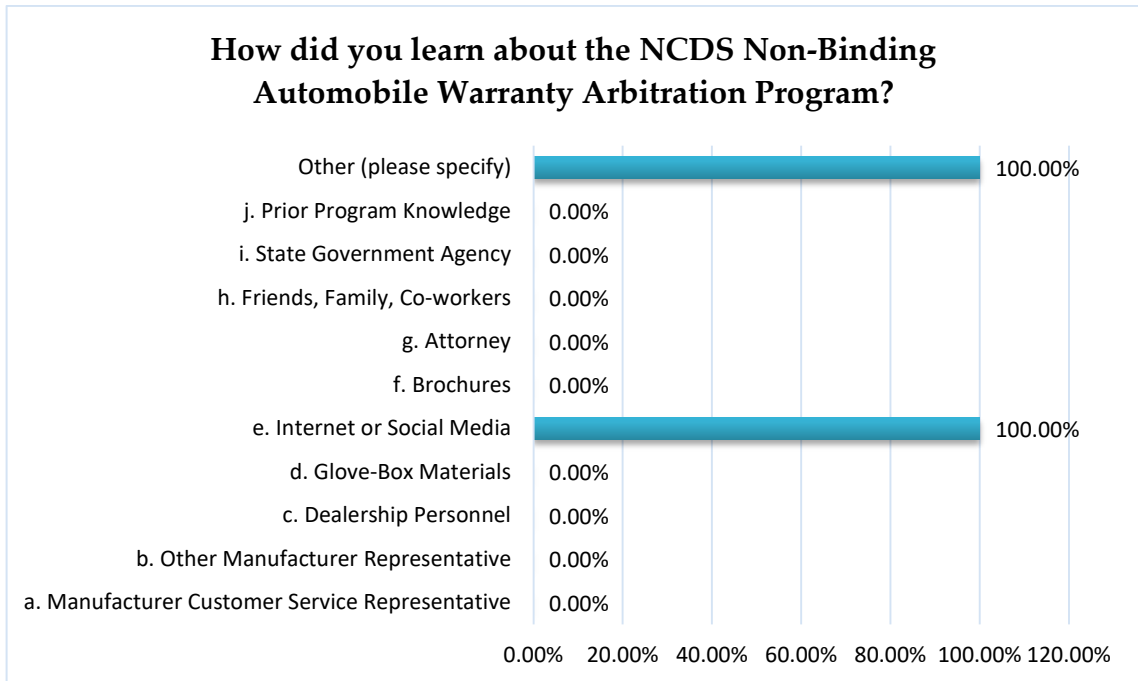 How did you learn about the NCDS Non-Binding
Automobile Warranty Arbitration Program?
Other (please specify) 100.00%
j. Prior Program Knowledge 0.00%
i. State Government Agency 0.00%
h. Friends, Family, Co-workers 0.00%
g. Attorney 0.00%
f. Brochures 0.00%
e. Internet or Social Media 100.00%
d. Glove-Box Materials 0.00%
c. Dealership Personnel 0.00%
b. Other Manufacturer Representative 0.00%
a. Manufacturer Customer Service Representative 0.00%
0.00% 20.00% 40.00% 60.00% 80.00% 100.00% 120.00%